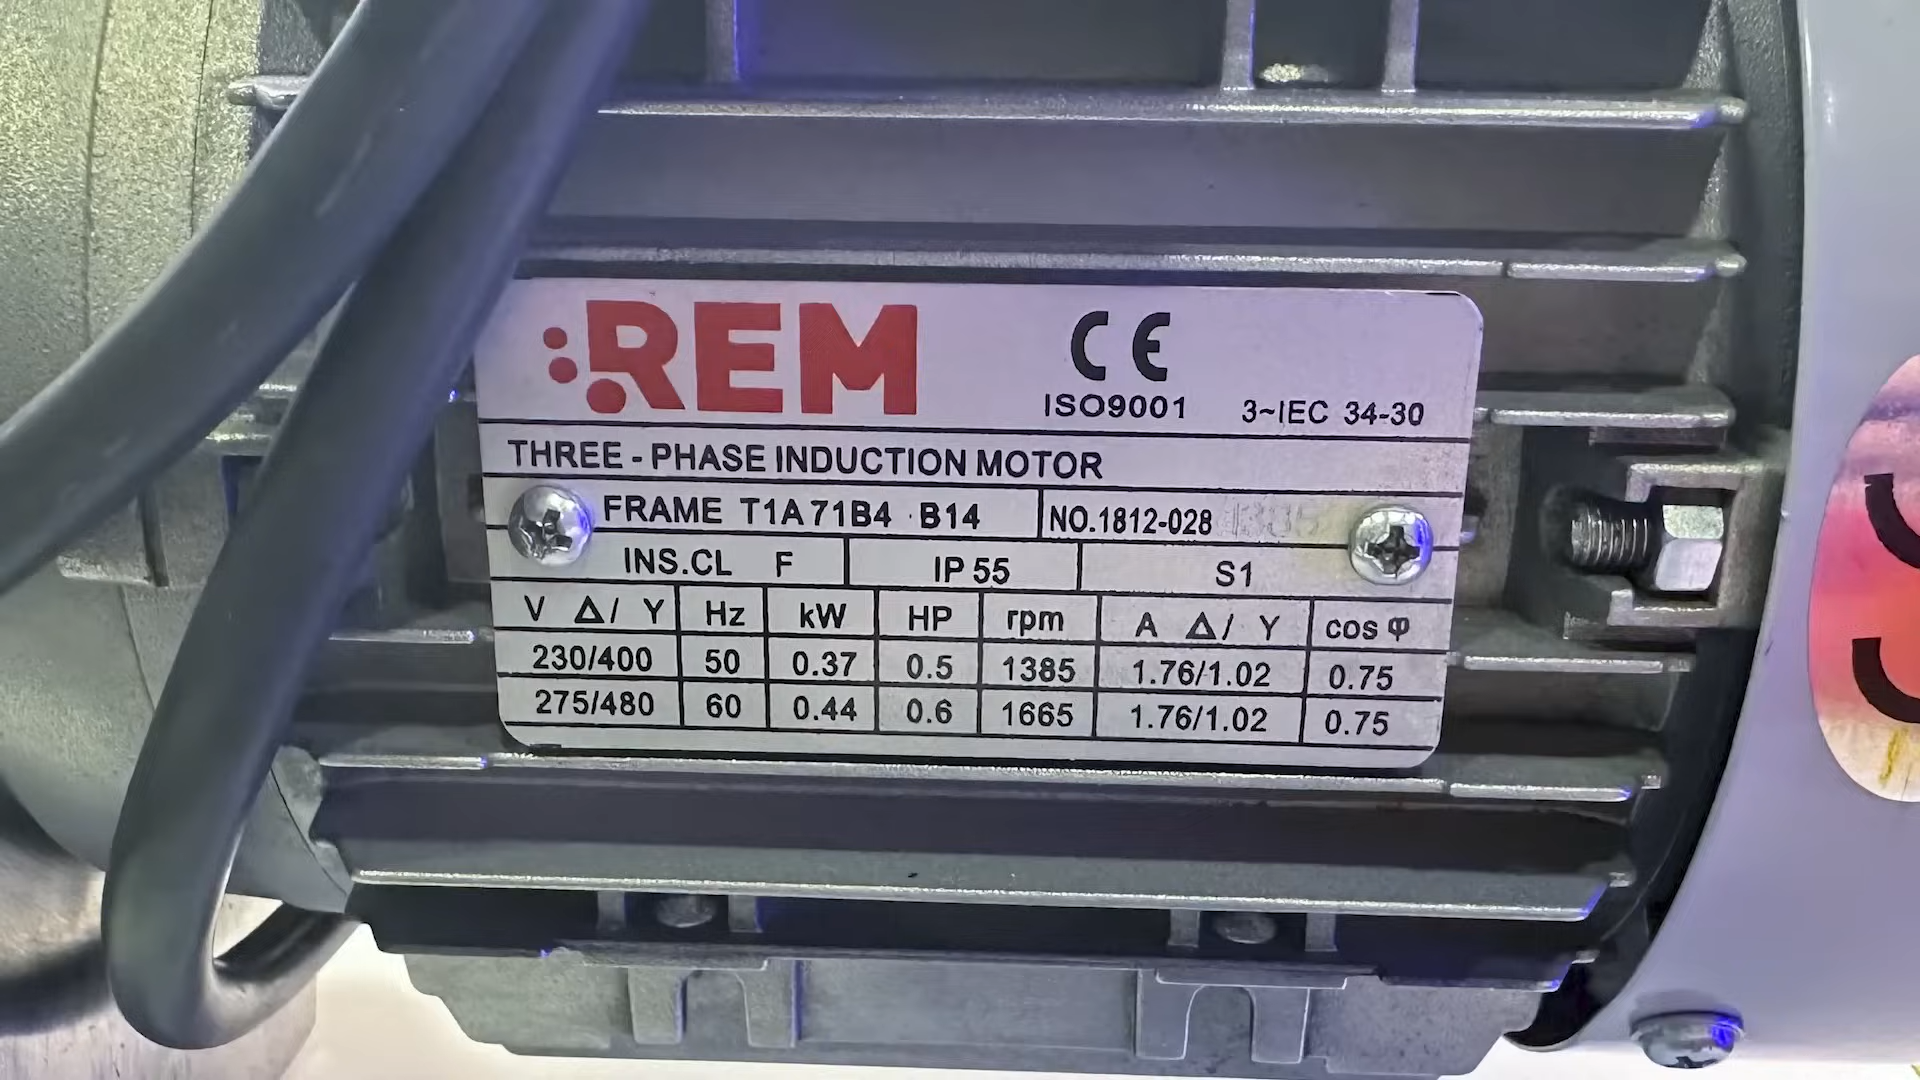 REM
CE
ISO9001 3~IEC 34-30
THREE - PHASE INDUCTION MOTOR
FRAME T1A71B4 · B14 NO.1812-028
INS.CL F IP 55 S1
V Δ/ Y Hz kW HP rpm A Δ/ Y cos φ
230/400 50 0.37 0.5 1385 1.76/1.02 0.75
275/480 60 0.44 0.6 1665 1.76/1.02 0.75